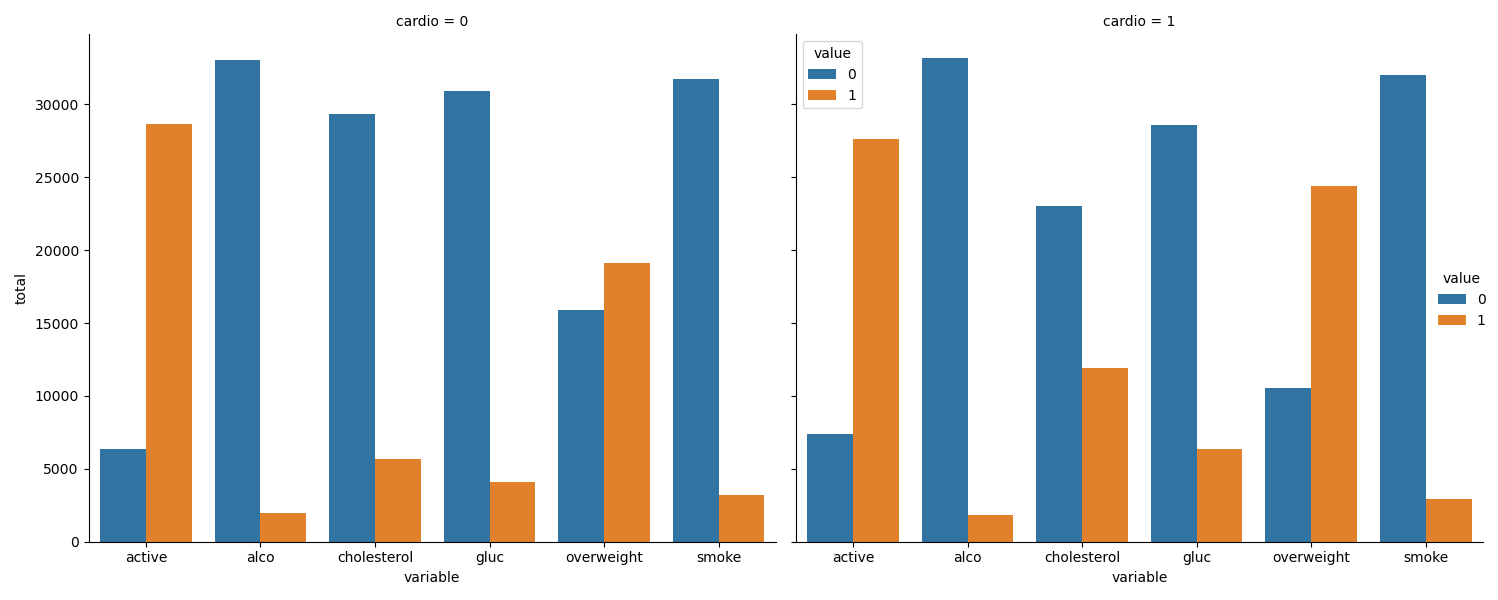 cardio = 0
total
30000
25000
20000
15000
10000
5000
0
active alco cholesterol gluc overweight smoke
variable
cardio = 1
value
0
1
active alco cholesterol gluc overweight smoke
variable
value
0
1